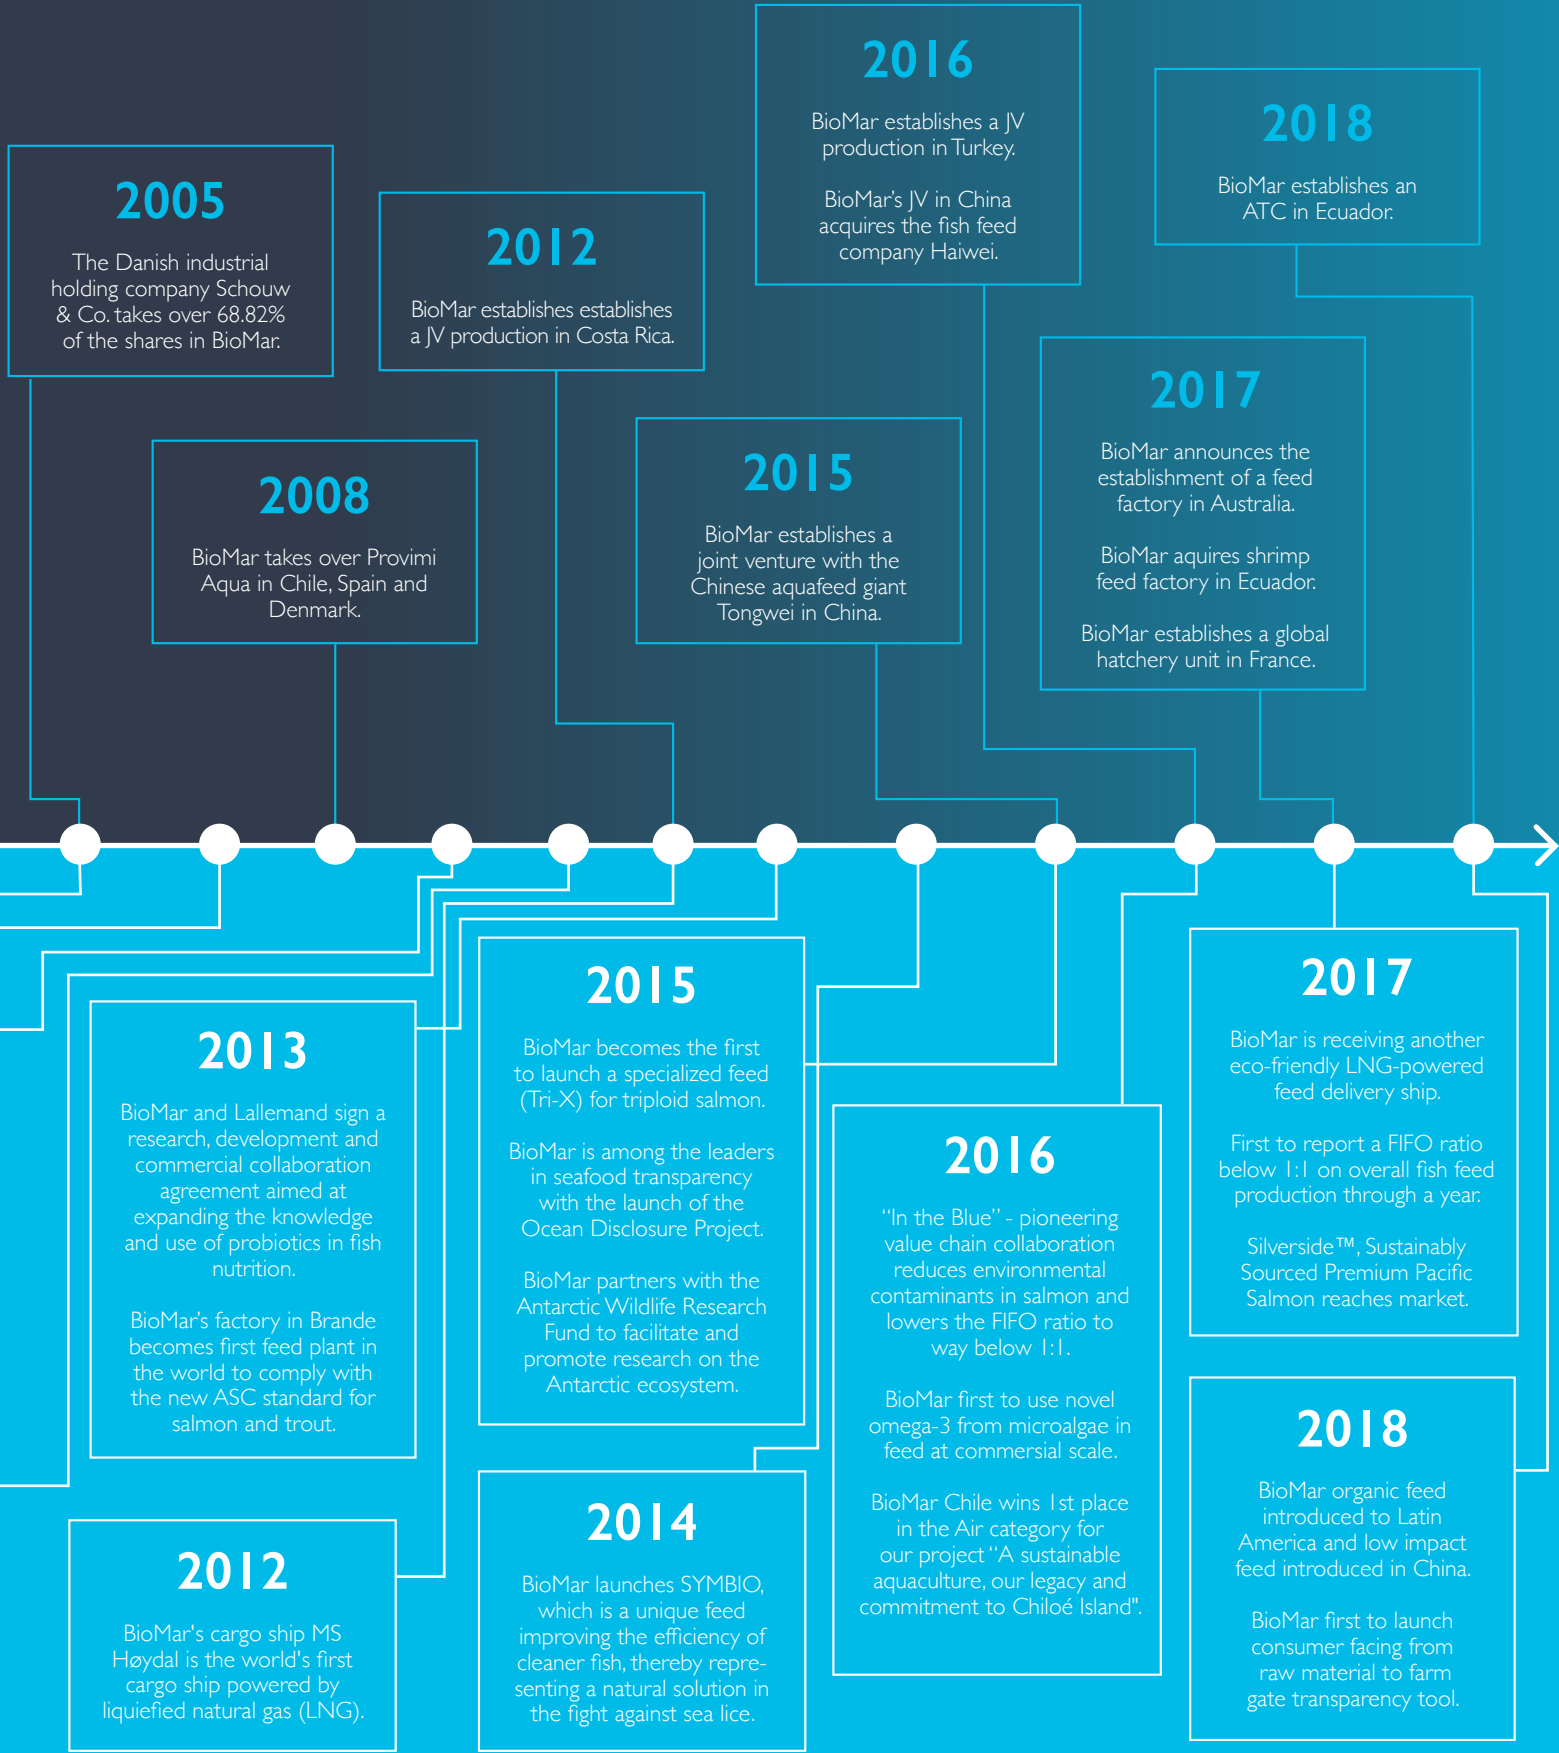 2005
The Danish industrial
holding company Schouw
& Co. takes over 68.82%
of the shares in BioMar.
2008
BioMar takes over Provimi
Aqua in Chile, Spain and
Denmark.
2012
BioMar establishes establishes
a JV production in Costa Rica.
2015
BioMar establishes a
joint venture with the
Chinese aquafeed giant
Tongwei in China.
2016
BioMar establishes a JV
production in Turkey.
BioMar's JV in China
acquires the fish feed
company Haiwei.
2017
BioMar announces the
establishment of a feed
factory in Australia.
BioMar aquires shrimp
feed factory in Ecuador.
BioMar establishes a global
hatchery unit in France.
2018
BioMar establishes an
ATC in Ecuador.
2012
BioMar's cargo ship MS
Høydal is the world's first
cargo ship powered by
liquiefied natural gas (LNG).
2013
BioMar and Lallemand sign a
research, development and
commercial collaboration
agreement aimed at
expanding the knowledge
and use of probiotics in fish
nutrition.
BioMar's factory in Brande
becomes first feed plant in
the world to comply with
the new ASC standard for
salmon and trout.
2014
BioMar launches SYMBIO,
which is a unique feed
improving the efficiency of
cleaner fish, thereby repre-
senting a natural solution in
the fight against sea lice.
2015
BioMar becomes the first
to launch a specialized feed
(Tri-X) for triploid salmon.
BioMar is among the leaders
in seafood transparency
with the launch of the
Ocean Disclosure Project.
BioMar partners with the
Antarctic Wildlife Research
Fund to facilitate and
promote research on the
Antarctic ecosystem.
2016
“In the Blue” - pioneering
value chain collaboration
reduces environmental
contaminants in salmon and
lowers the FIFO ratio to
way below 1:1.
BioMar first to use novel
omega-3 from microalgae in
feed at commersial scale.
BioMar Chile wins 1st place
in the Air category for
our project “A sustainable
aquaculture, our legacy and
commitment to Chiloé Island".
2017
BioMar is receiving another
eco-friendly LNG-powered
feed delivery ship.
First to report a FIFO ratio
below 1:1 on overall fish feed
production through a year.
Silverside™, Sustainably
Sourced Premium Pacific
Salmon reaches market.
2018
BioMar organic feed
introduced to Latin
America and low impact
feed introduced in China.
BioMar first to launch
consumer facing from
raw material to farm
gate transparency tool.